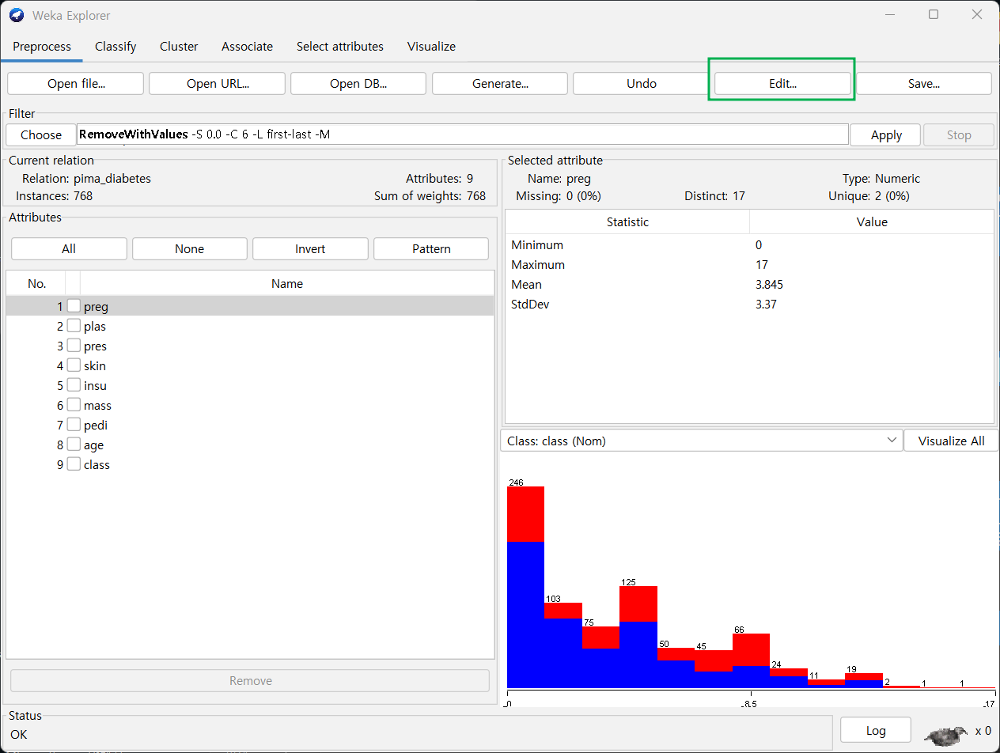 Weka Explorer
Preprocess Classify Cluster Associate Select attributes Visualize
Open file... Open URL... Open DB... Generate... Undo Edit... Save...
Filter
Choose RemoveWithValues -S 0.0 -C 6 -L first-last -M Apply Stop
Current relation
Relation: pima_diabetes Attributes: 9
Instances: 768 Sum of weights: 768
Selected attribute
Name: preg Type: Numeric
Missing: 0 (0%) Distinct: 17 Unique: 2 (0%)
Attributes
All None Invert Pattern
No. Name
1 preg
2 plas
3 pres
4 skin
5 insu
6 mass
7 pedi
8 age
9 class
Remove
Statistic Value
Minimum 0
Maximum 17
Mean 3.845
StdDev 3.37
Class: class (Nom) Visualize All
246
103
75
125
50
45
66
24
11
19
2
1
1
0 8.5 17
Status
OK
Log x 0